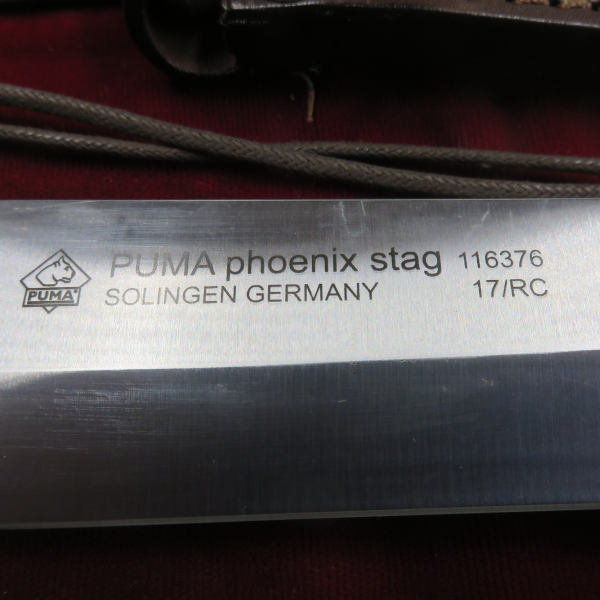 PUMA phoenix stag 116376
SOLINGEN GERMANY 17/RC
PUMA